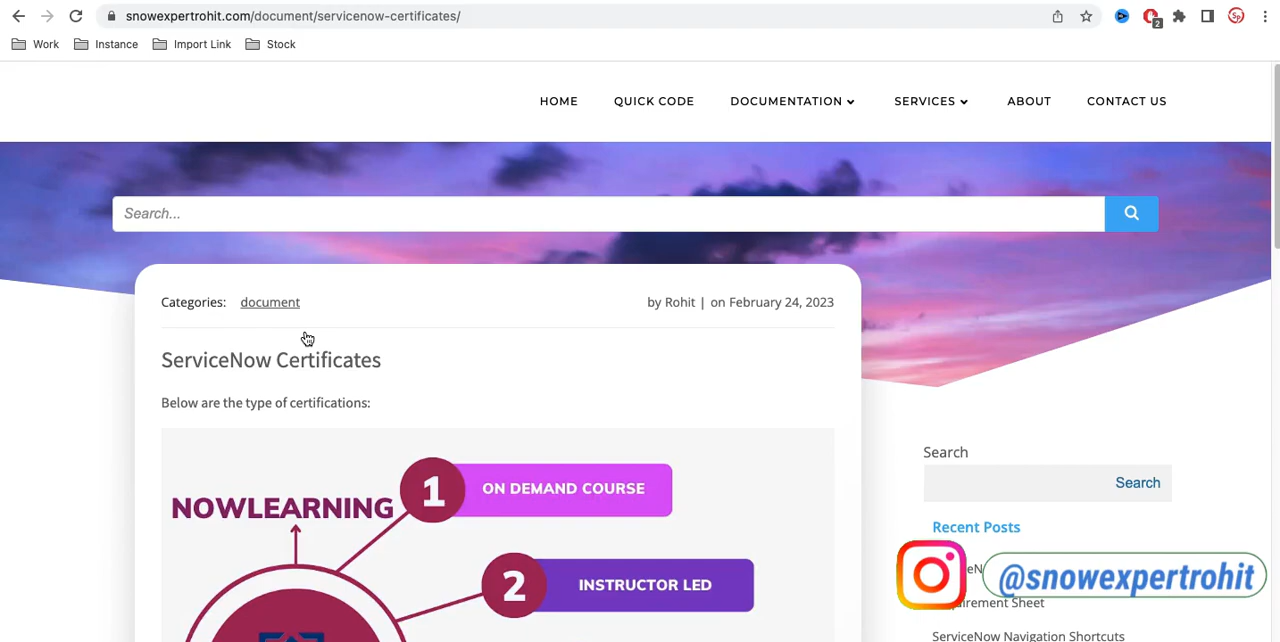 snowexpertrohit.com/document/servicenow-certificates/
2
Sp
Work Instance Import Link Stock
HOME QUICK CODE DOCUMENTATION SERVICES ABOUT CONTACT US
Search...
Categories: document by Rohit | on February 24, 2023
ServiceNow Certificates
Below are the type of certifications:
NOWLEARNING
1 ON DEMAND COURSE
2 INSTRUCTOR LED
Search
Search
Recent Posts
@snowexpertrohit
Sheet
ServiceNow Navigation Shortcuts